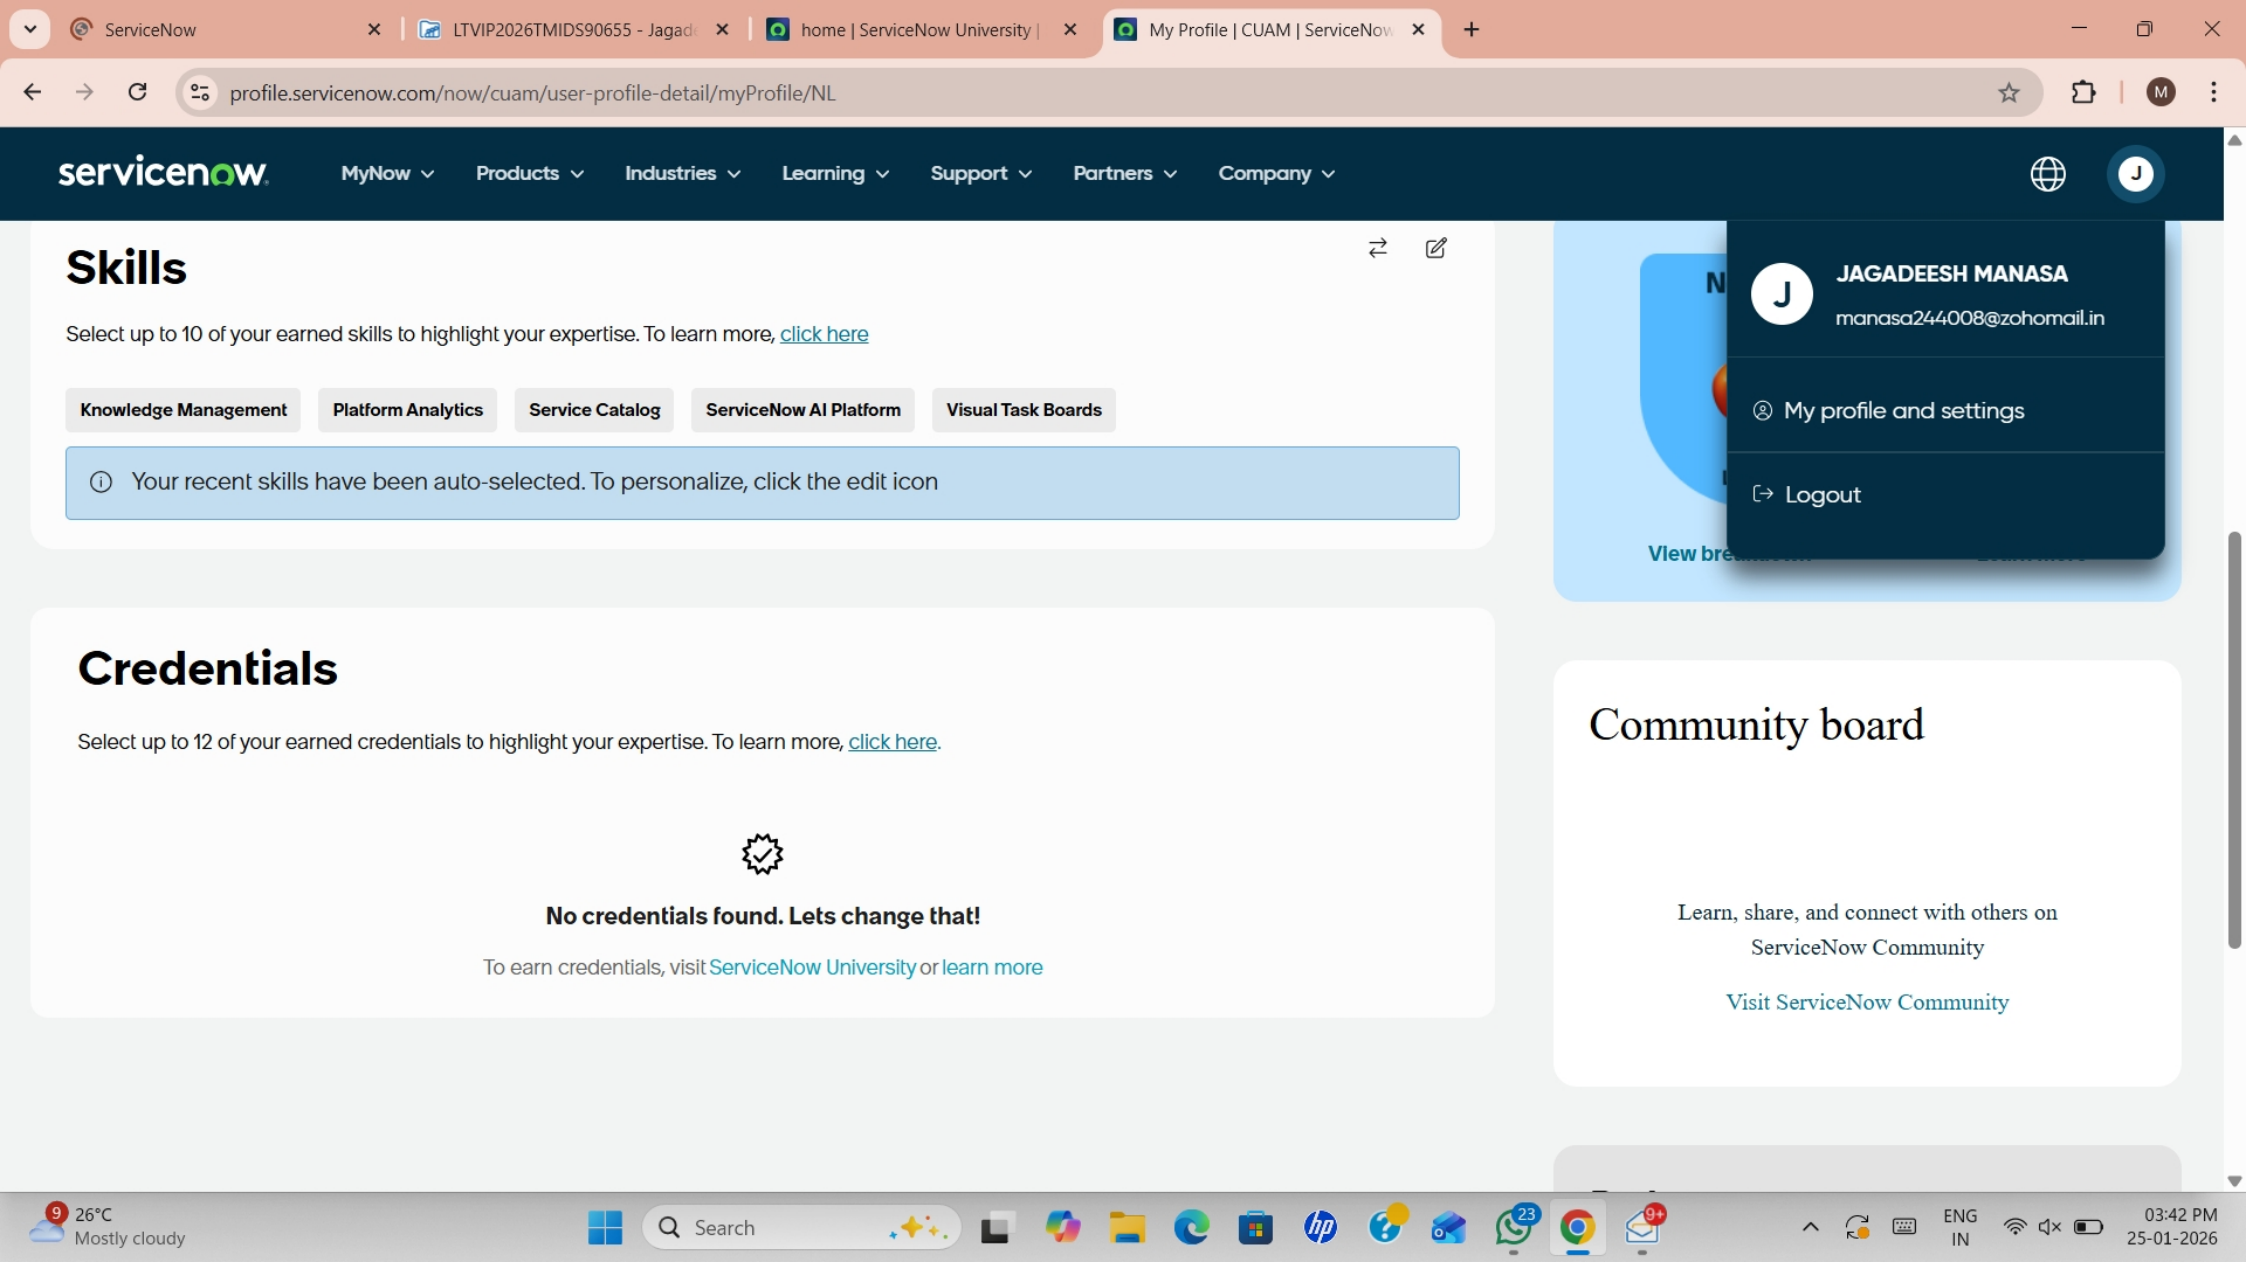 ServiceNow
LTVIP2026TMIDS90655 - Jagad
home | ServiceNow University |
My Profile | CUAM | ServiceNow
profile.servicenow.com/now/cuam/user-profile-detail/myProfile/NL
M
servicenow
MyNow
Products
Industries
Learning
Support
Partners
Company
J
Skills
Select up to 10 of your earned skills to highlight your expertise. To learn more, click here
Knowledge Management
Platform Analytics
Service Catalog
ServiceNow AI Platform
Visual Task Boards
Your recent skills have been auto-selected. To personalize, click the edit icon
N
J
JAGADEESH MANASA
manasa244008@zohomail.in
My profile and settings
Logout
View
Credentials
Select up to 12 of your earned credentials to highlight your expertise. To learn more, click here.
No credentials found. Lets change that!
To earn credentials, visit ServiceNow University or learn more
Community board
Learn, share, and connect with others on
ServiceNow Community
Visit ServiceNow Community
9
26°C
Mostly cloudy
Search
hp
23
9+
ENG
IN
03:42 PM
25-01-2026